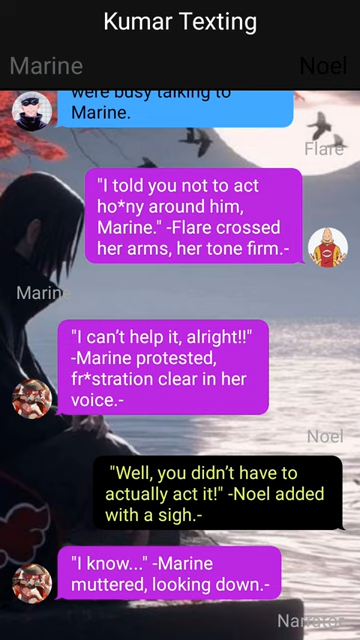 Kumar Texting
Marine Noel
were busy talking to
Marine.
Flare
"I told you not to act
ho*ny around him,
Marine." -Flare crossed
her arms, her tone firm.-
Marine
"I can't help it, alright!!"
-Marine protested,
fr*stration clear in her
voice.-
Noel
"Well, you didn't have to
actually act it!" -Noel added
with a sigh.-
"I know..." -Marine
muttered, looking down.-
Narrator